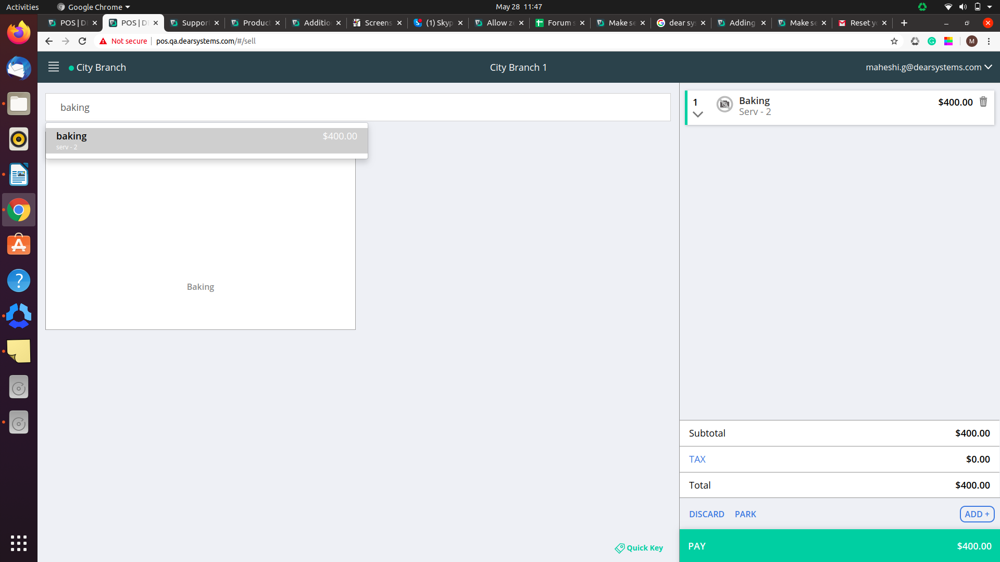 Activities
Google Chrome
May 28 11:47
POS | D
POS | D
Suppor
Produc
Additio
Screens
(1) Skyp
Allow ze
Forum s
Make se
dear sy
Adding
Make se
Reset yo
Not secure
pos.qa.dearsystems.com/#/sell
M
City Branch
City Branch 1
maheshi.g@dearsystems.com
baking
baking $400.00
serv - 2
Baking
1
Baking
Serv - 2
$400.00
Subtotal $400.00
TAX $0.00
Total $400.00
DISCARD PARK ADD +
Quick Key
PAY $400.00